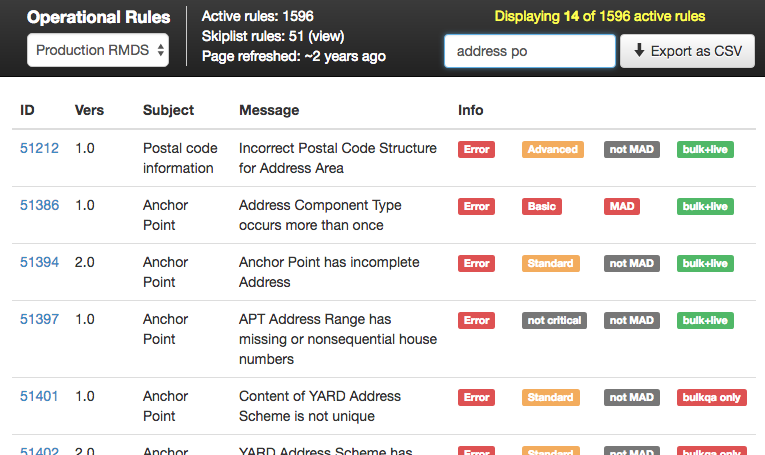 Operational Rules
Production RMDS
Active rules: 1596
Skiplist rules: 51 (view)
Page refreshed: ~2 years ago
Displaying 14 of 1596 active rules
address po
Export as CSV
ID Vers Subject Message Info
51212 1.0 Postal code Incorrect Postal Code Structure Error Advanced not MAD bulk+live
information for Address Area
51386 1.0 Anchor Address Component Type Error Basic MAD bulk+live
Point occurs more than once
51394 2.0 Anchor Anchor Point has incomplete Error Standard not MAD bulk+live
Point Address
51397 1.0 Anchor APT Address Range has Error not critical not MAD bulk+live
Point missing or nonsequential house
numbers
51401 1.0 Anchor Content of YARD Address Error Standard not MAD bulkqa only
Point Scheme is not unique
51402 2.0 Anchor YARD Address Scheme has Error Standard not MAD bulkqa only